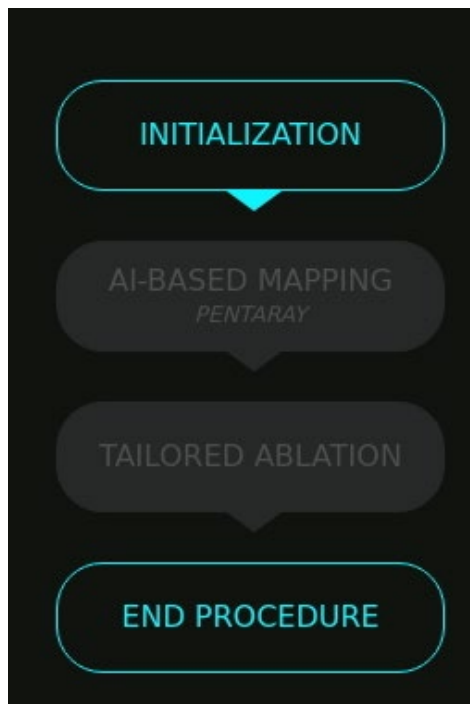 INITIALIZATION
AI-BASED MAPPING
PENTARAY
TAILORED ABLATION
END PROCEDURE